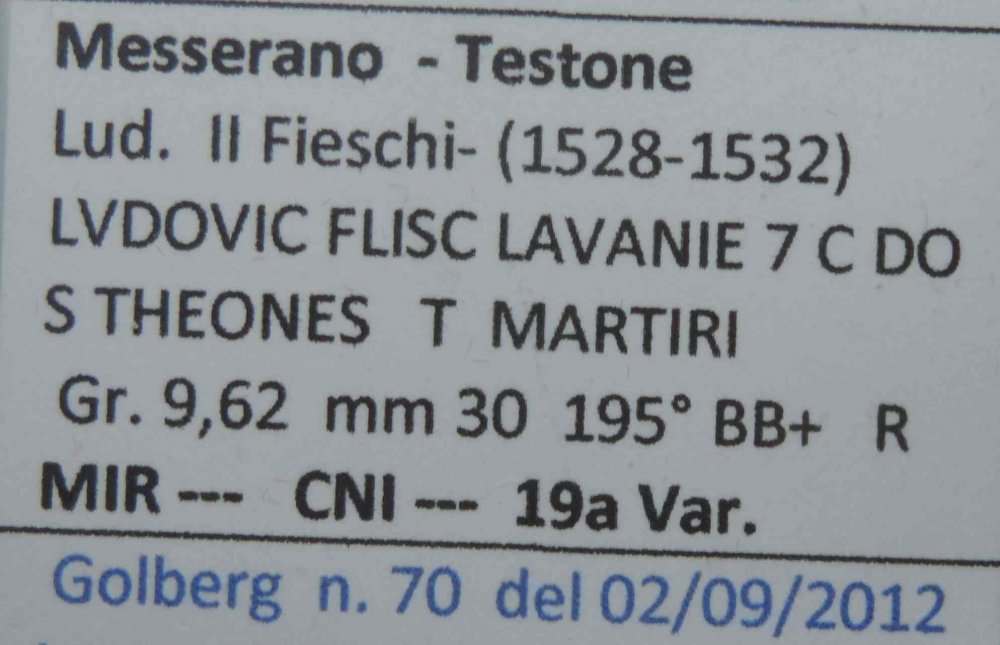 Messerano - Testone
Lud. II Fieschi- (1528-1532)
LVDOVIC FLISC LAVANIE 7 C DO
S THEONES T MARTIRI
Gr. 9,62 mm 30 195° BB+ R
MIR --- CNI --- 19a Var.
Golberg n. 70 del 02/09/2012